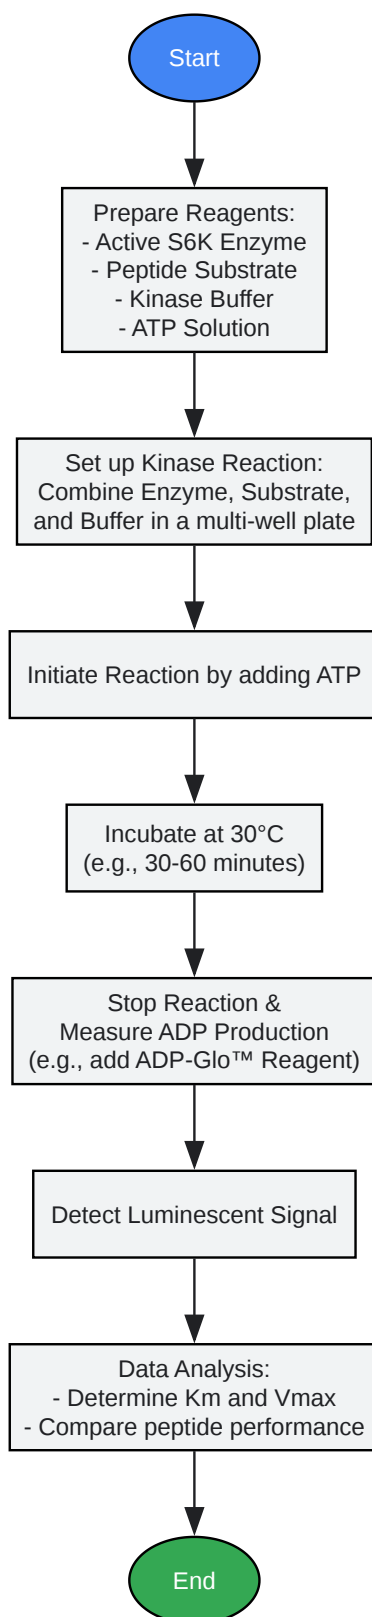 Start
Prepare Reagents:
- Active S6K Enzyme
- Peptide Substrate
- Kinase Buffer
- ATP Solution
Set up Kinase Reaction:
Combine Enzyme, Substrate,
and Buffer in a multi-well plate
Initiate Reaction by adding ATP
Incubate at 30°C
(e.g., 30-60 minutes)
Stop Reaction &
Measure ADP Production
(e.g., add ADP-Glo™ Reagent)
Detect Luminescent Signal
Data Analysis:
- Determine Km and Vmax
- Compare peptide performance
End